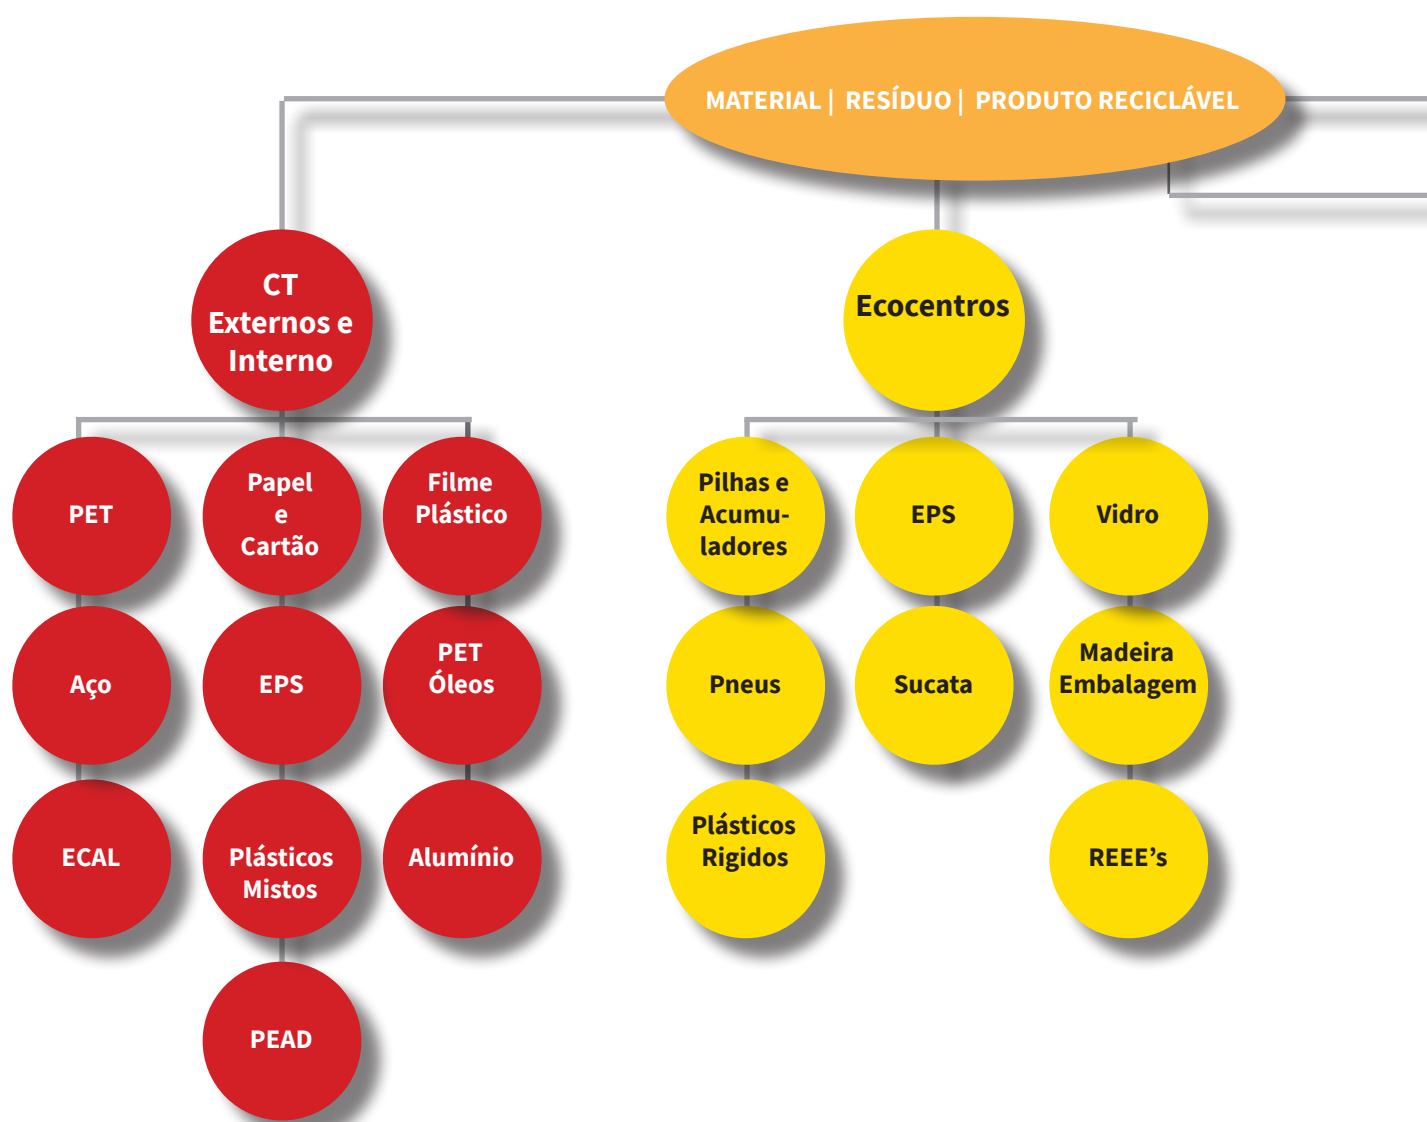 MATERIAL | RESÍDUO | PRODUTO RECICLÁVEL
CT
Externos e
Interno
Ecocentros
PET
Papel
e
Cartão
Filme
Plástico
Pilhas e
Acumu-
ladores
EPS
Vidro
Aço
EPS
PET
Óleos
Pneus
Sucata
Madeira
Embalagem
ECAL
Plásticos
Mistos
Alumínio
Plásticos
Rigidos
REEE’s
PEAD